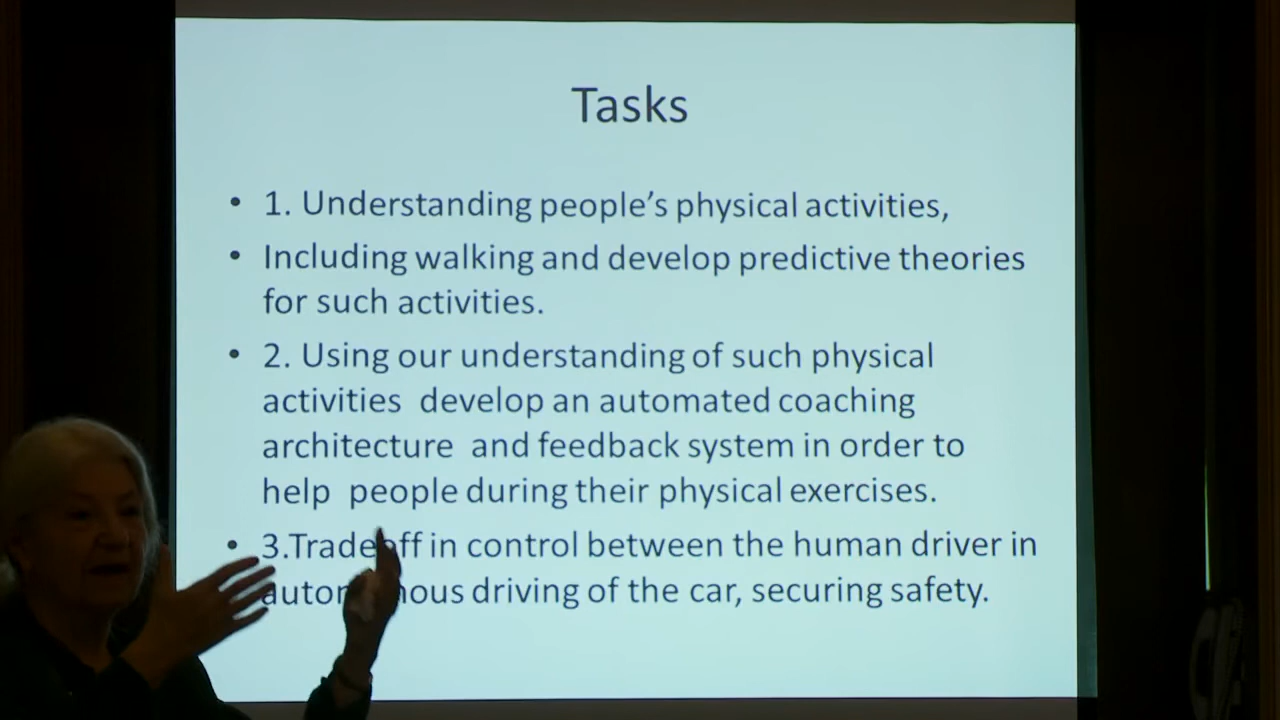 Tasks
• 1. Understanding people's physical activities,
• Including walking and develop predictive theories
for such activities.
• 2. Using our understanding of such physical
activities develop an automated coaching
architecture and feedback system in order to
help people during their physical exercises.
• 3.Trade off in control between the human driver in
autonomous driving of the car, securing safety.